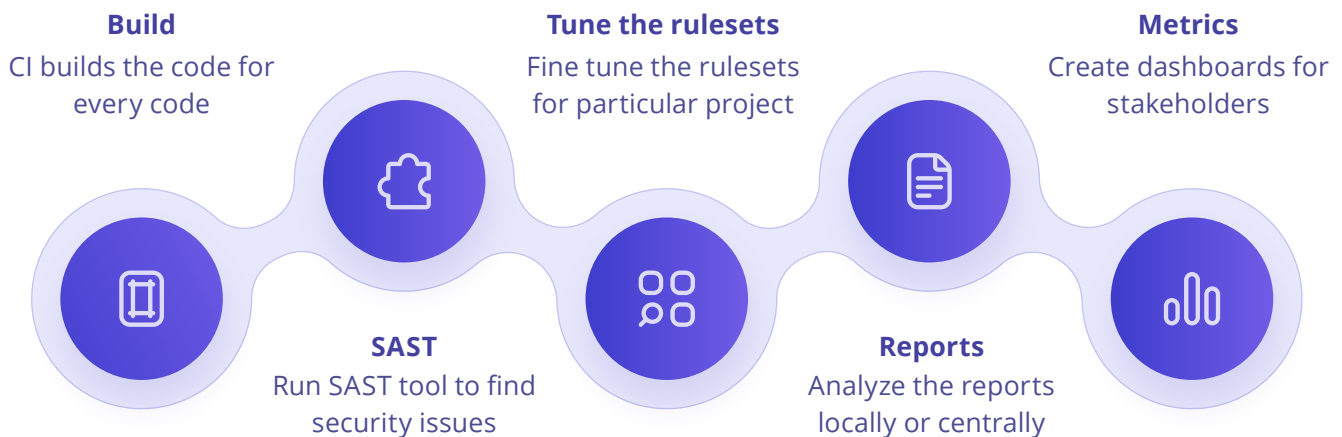 Build
CI builds the code for
every code
SAST
Run SAST tool to find
security issues
Tune the rulesets
Fine tune the rulesets
for particular project
Reports
Analyze the reports
locally or centrally
Metrics
Create dashboards for
stakeholders